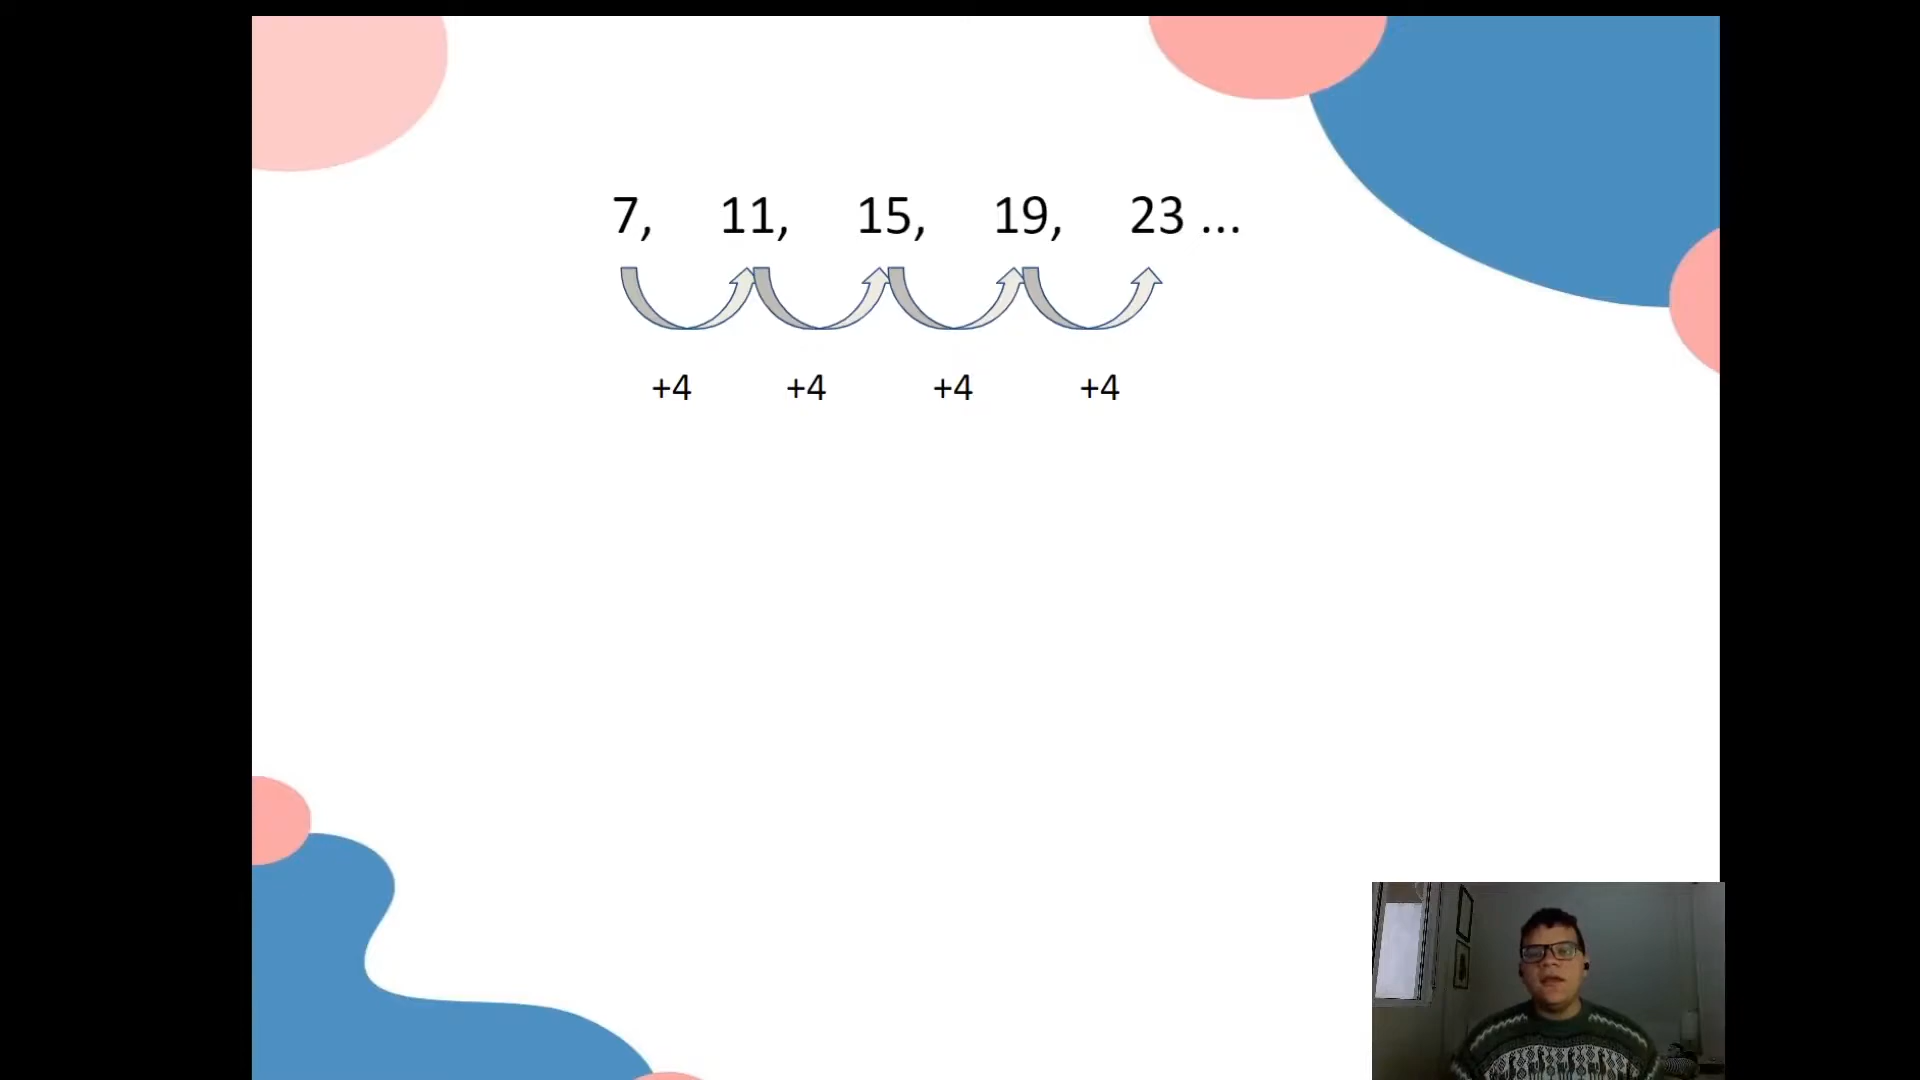 7, 11, 15, 19, 23 ...
+4 +4 +4 +4